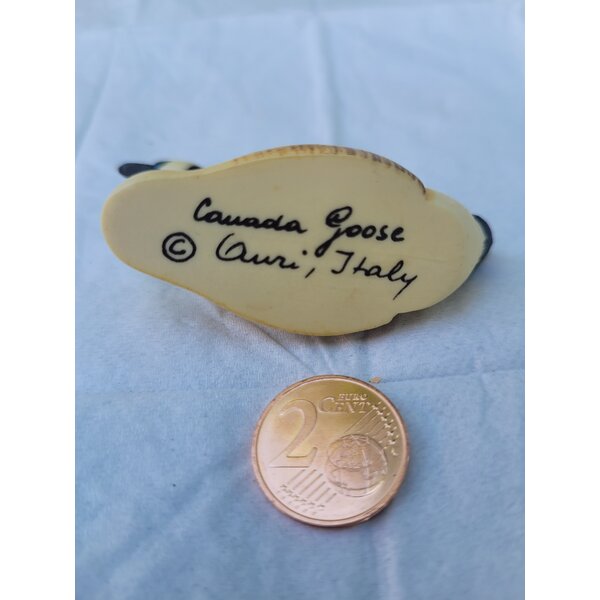 Canada Goose
© Anri, Italy
2
EURO
CENT